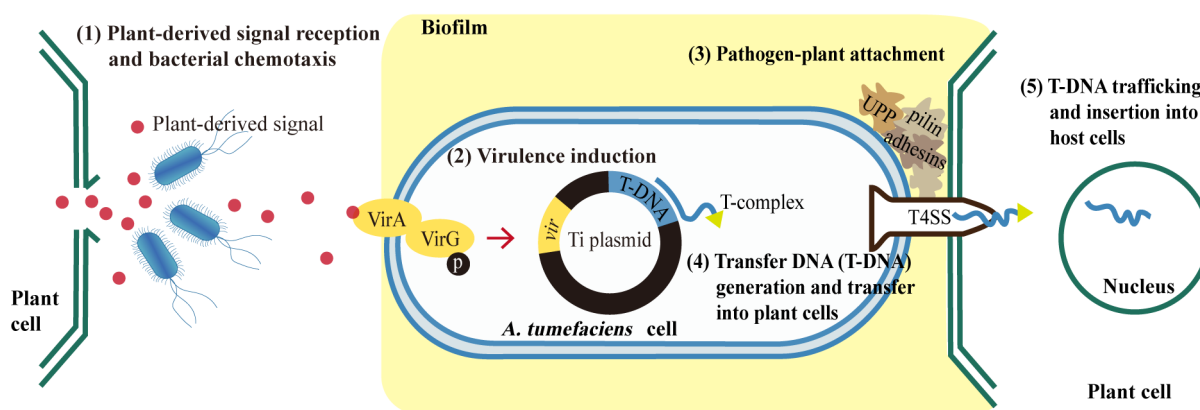 (1) Plant-derived signal reception
and bacterial chemotaxis
Plant-derived signal
Plant
cell
Biofilm
(2) Virulence induction
VirA
VirG
p
vir
T-DNA
Ti plasmid
T-complex
A. tumefaciens cell
(3) Pathogen-plant attachment
UPP
pilin
adhesins
T4SS
(4) Transfer DNA (T-DNA)
generation and transfer
into plant cells
(5) T-DNA trafficking
and insertion into
host cells
Nucleus
Plant cell